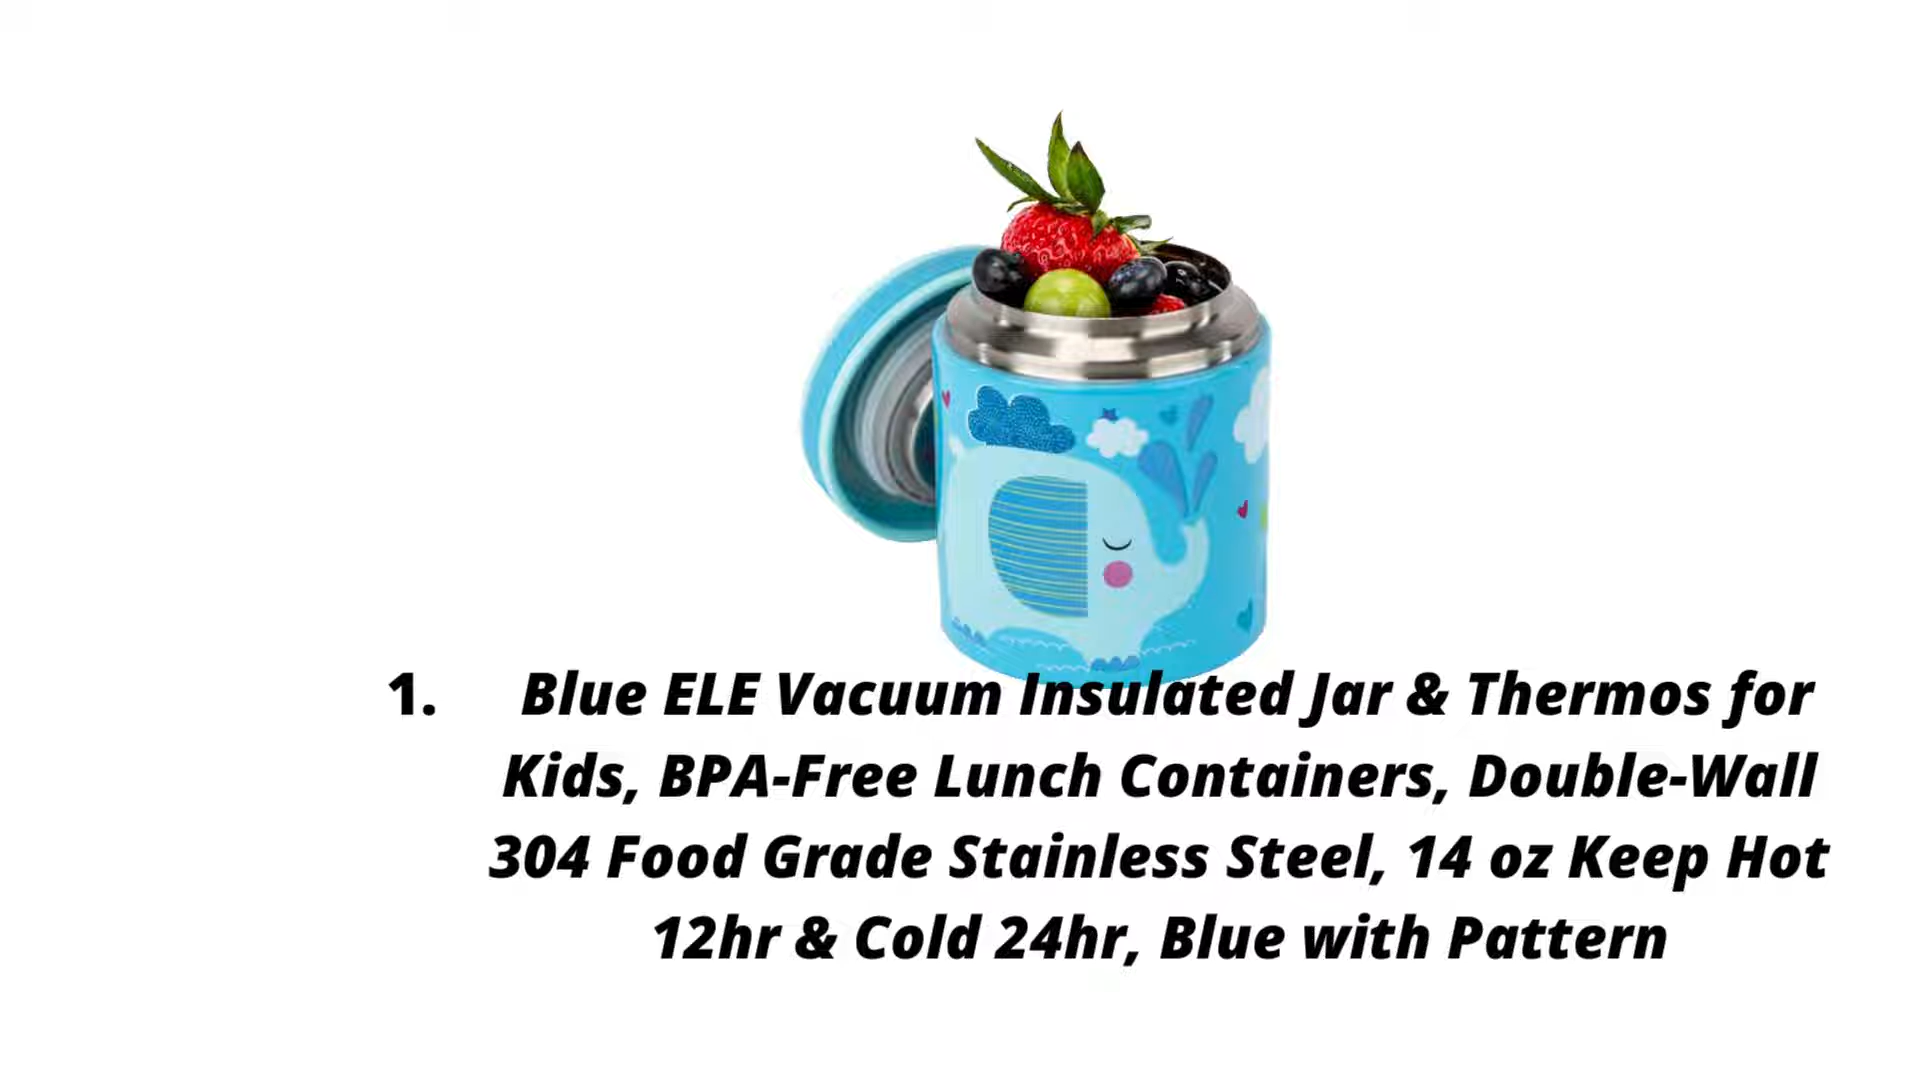 1. Blue ELE Vacuum Insulated Jar & Thermos for
Kids, BPA-Free Lunch Containers, Double-Wall
304 Food Grade Stainless Steel, 14 oz Keep Hot
12hr & Cold 24hr, Blue with Pattern